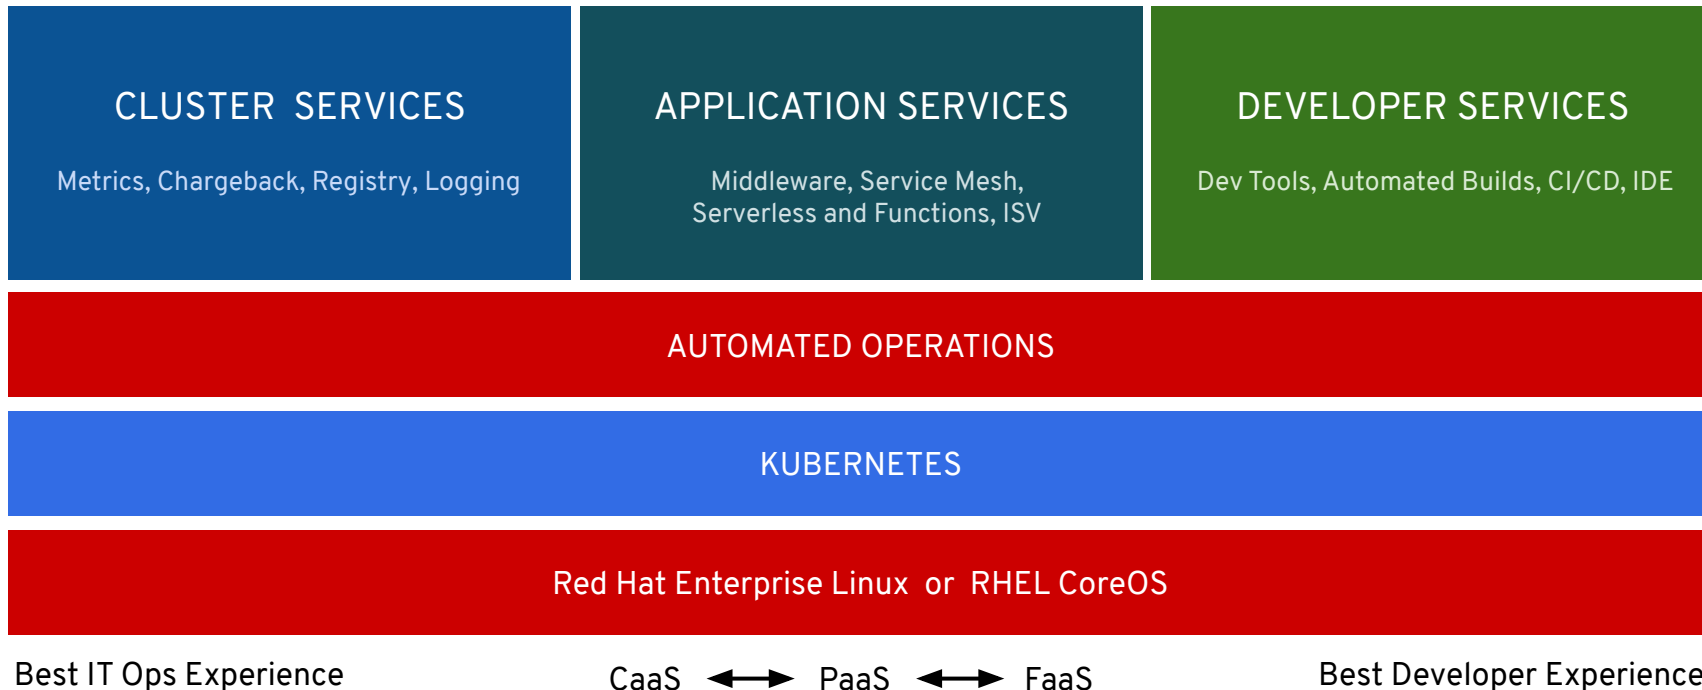 CLUSTER SERVICES
Metrics, Chargeback, Registry, Logging
APPLICATION SERVICES
Middleware, Service Mesh,
Serverless and Functions, ISV
DEVELOPER SERVICES
Dev Tools, Automated Builds, CI/CD, IDE
AUTOMATED OPERATIONS
KUBERNETES
Red Hat Enterprise Linux or RHEL CoreOS
Best IT Ops Experience
CaaS PaaS FaaS
Best Developer Experience